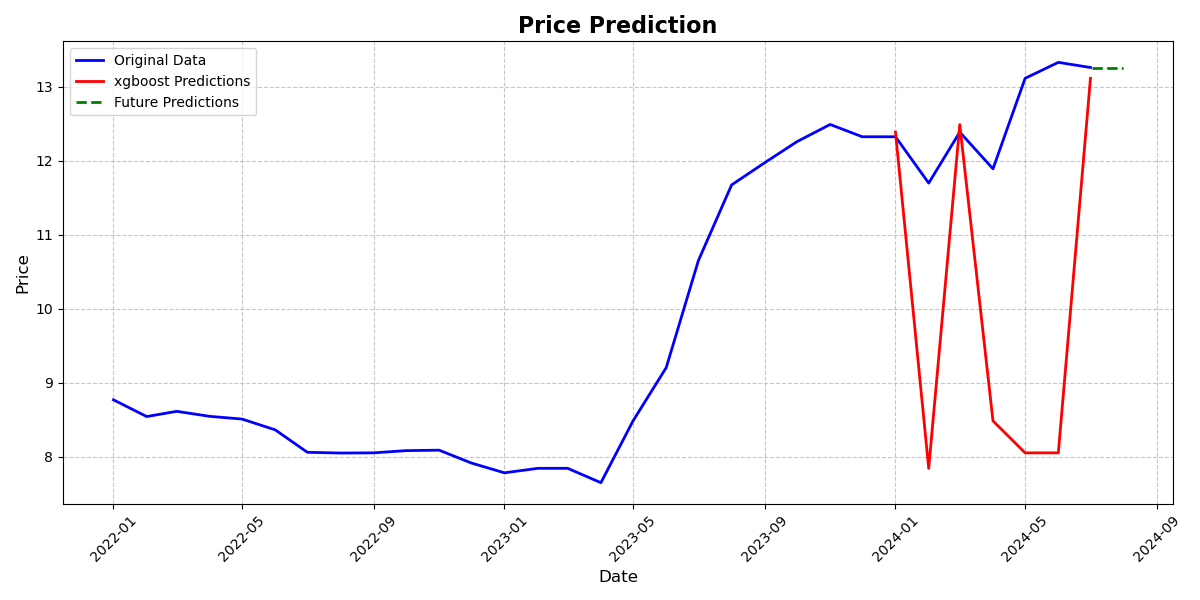 Price Prediction
Original Data
xgboost Predictions
Future Predictions
Price
13
12
11
10
9
8
2022-01
2022-05
2022-09
2023-01
2023-05
2023-09
2024-01
2024-05
2024-09
Date